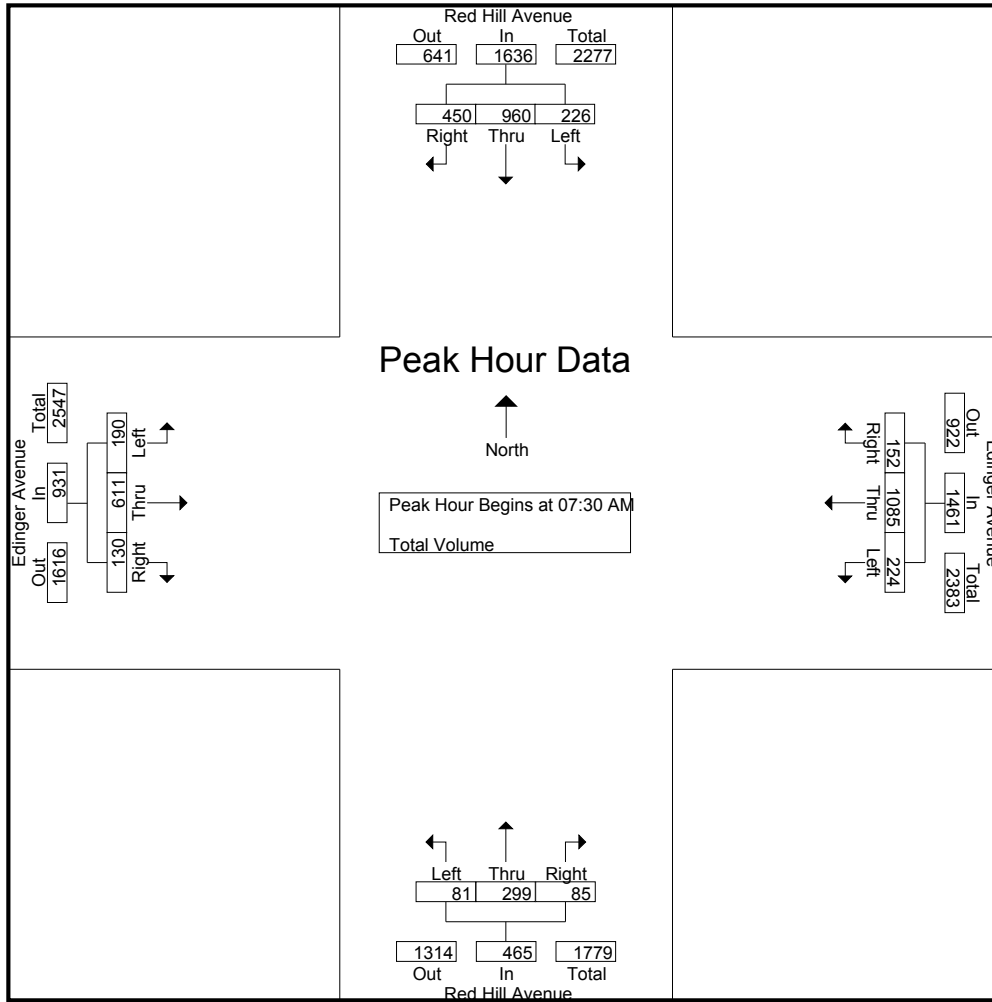 Red Hill Avenue
Out In Total
641 1636 2277
450 960 226
Right Thru Left
Peak Hour Data
North
Peak Hour Begins at 07:30 AM
Total Volume
Edinger Avenue
Out In Total
1616 931 2547
190 611 130
Left Thru Right
Edinger Avenue
Out In Total
922 1461 2383
152 1085 224
Right Thru Left
Left Thru Right
81 299 85
1314 465 1779
Out In Total
Red Hill Avenue